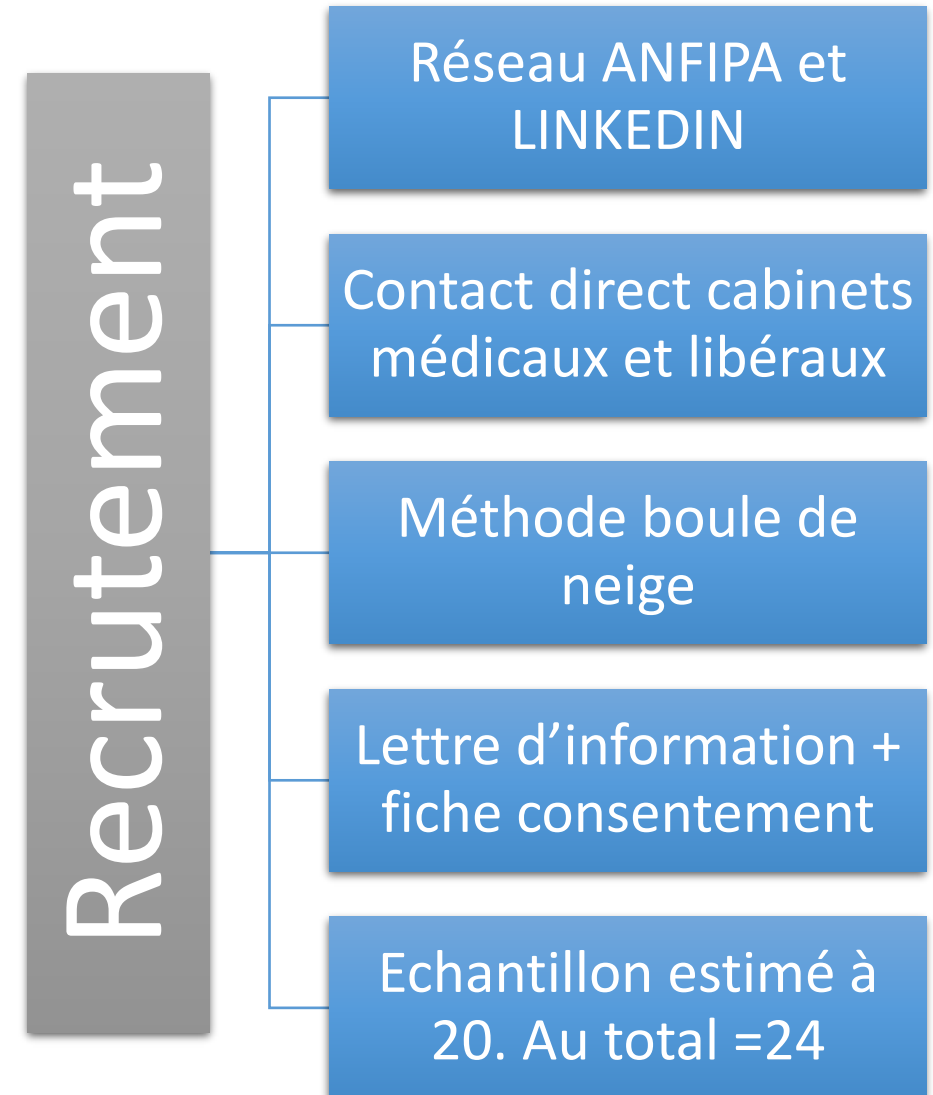 Recrutement
Réseau ANFIPA et
LINKEDIN
Contact direct cabinets
médicaux et libéraux
Méthode boule de
neige
Lettre d’information +
fiche consentement
Echantillon estimé à
20. Au total =24